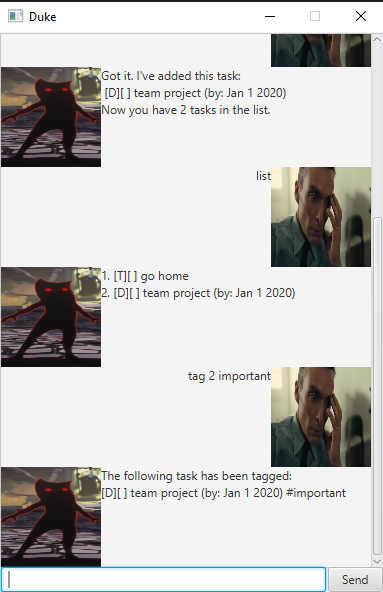 Duke
Got it. I've added this task:
[D][ ] team project (by: Jan 1 2020)
Now you have 2 tasks in the list.
list
1. [T][ ] go home
2. [D][ ] team project (by: Jan 1 2020)
tag 2 important
The following task has been tagged:
[D][ ] team project (by: Jan 1 2020) #important
Send